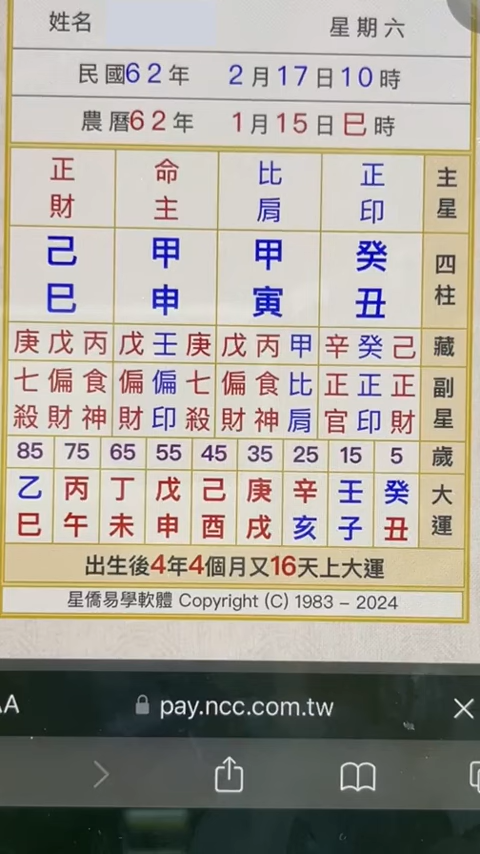 姓名 星期六
民國62年 2月17日10時
農曆62年 1月15日巳時
正財 命主 比肩 正印 主星
己巳 甲申 甲寅 癸丑 四柱
庚戊丙 戊壬庚 戊丙甲 辛癸己 藏
七殺 偏財 食神 偏財 偏印 七殺 偏財 食神 比肩 正官 正印 正財 副星
85 75 65 55 45 35 25 15 5 歲
乙巳 丙午 丁未 戊申 己酉 庚戌 辛亥 壬子 癸丑 大運
出生後4年4個月又16天上大運
星僑易學軟體 Copyright (C) 1983 – 2024
pay.ncc.com.tw